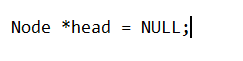 Node *head = NULL;